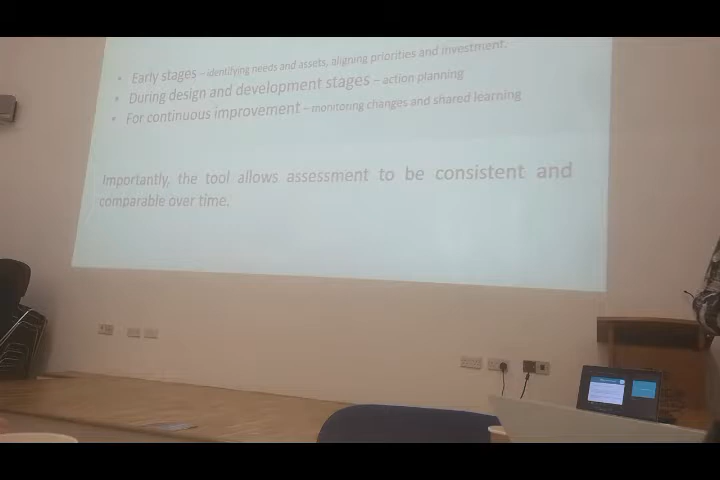 • Early stages – identifying needs and assets, aligning priorities and investment.
• During design and development stages – action planning
• For continuous improvement – monitoring changes and shared learning
Importantly, the tool allows assessment to be consistent and
comparable over time.